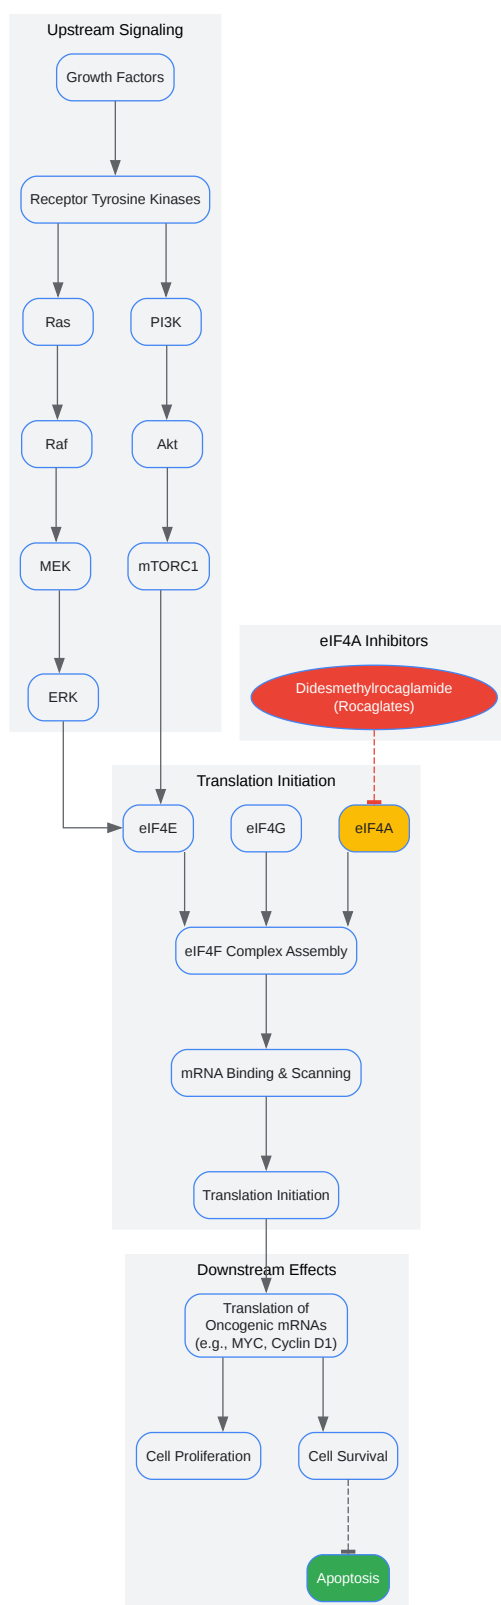 Upstream Signaling
Growth Factors
Receptor Tyrosine Kinases
Ras
PI3K
Raf
Akt
MEK
mTORC1
ERK
eIF4A Inhibitors
Didesmethylrocaglamide
(Rocaglates)
Translation Initiation
eIF4E
eIF4G
eIF4A
eIF4F Complex Assembly
mRNA Binding & Scanning
Translation Initiation
Downstream Effects
Translation of
Oncogenic mRNAs
(e.g., MYC, Cyclin D1)
Cell Proliferation
Cell Survival
Apoptosis